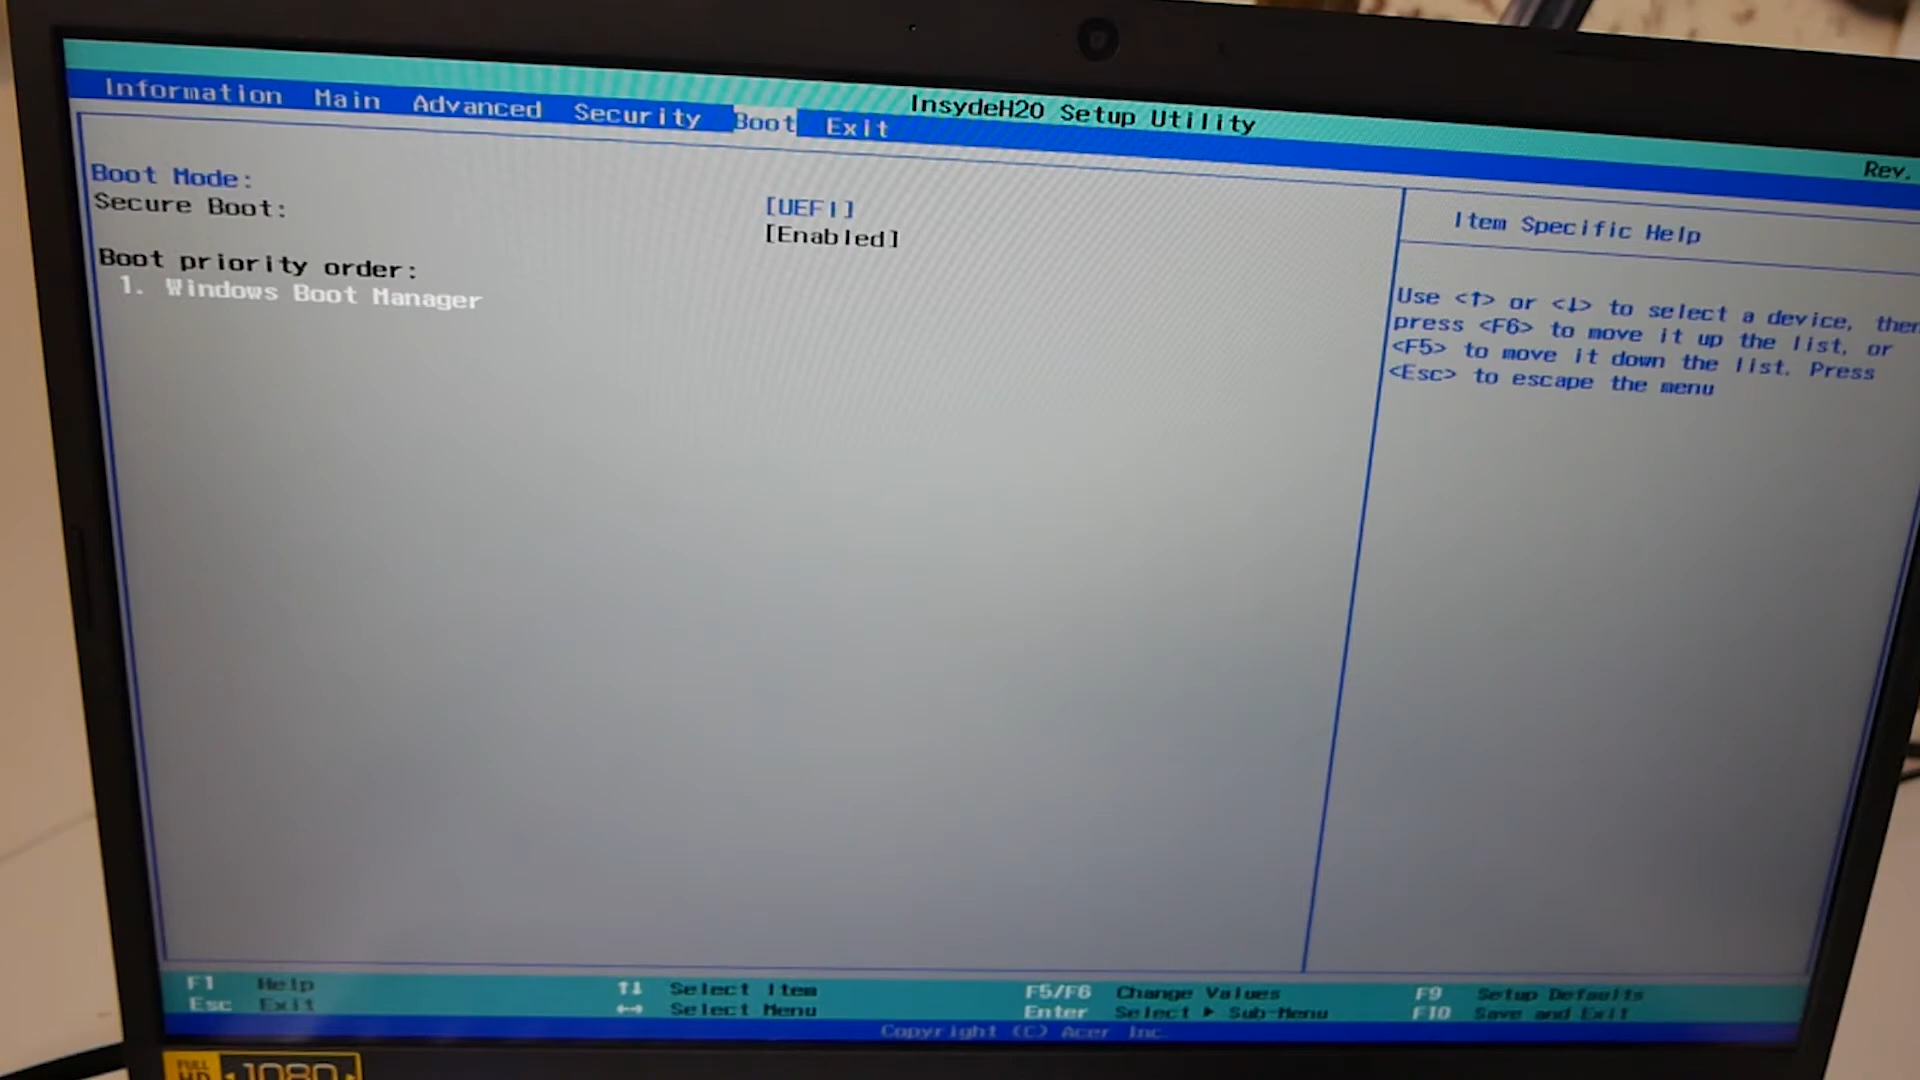 InsydeH2O Setup Utility
Rev.
Information Main Advanced Security Boot Exit
Boot Mode: [UEFI]
Secure Boot: [Enabled]
Boot priority order:
1. Windows Boot Manager
Item Specific Help
Use <↑> or <↓> to select a device, then
press <F6> to move it up the list, or
<F5> to move it down the list. Press
<Esc> to escape the menu
F1 Help ↑↓ Select Item F5/F6 Change Values F9 Setup Defaults
Esc Exit ↔ Select Menu Enter Select ▶ Sub-Menu F10 Save and Exit
Copyright (C) Acer Inc.
FULL HD 1080